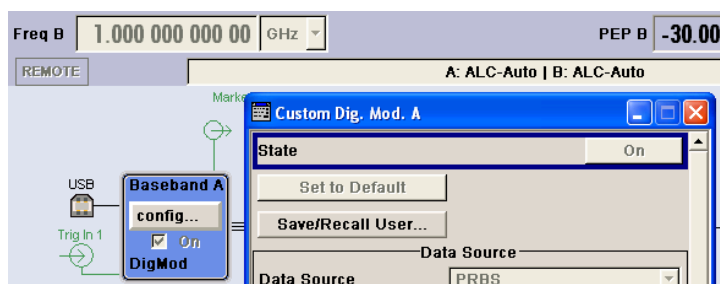 Freq B 1.000 000 000 00 GHz PEP B -30.00
REMOTE A: ALC-Auto | B: ALC-Auto
Custom Dig. Mod. A
State On
USB
Baseband A
Set to Default
config...
Save/Recall User...
Trig In 1
On
DigMod
Data Source
Data Source PRBS